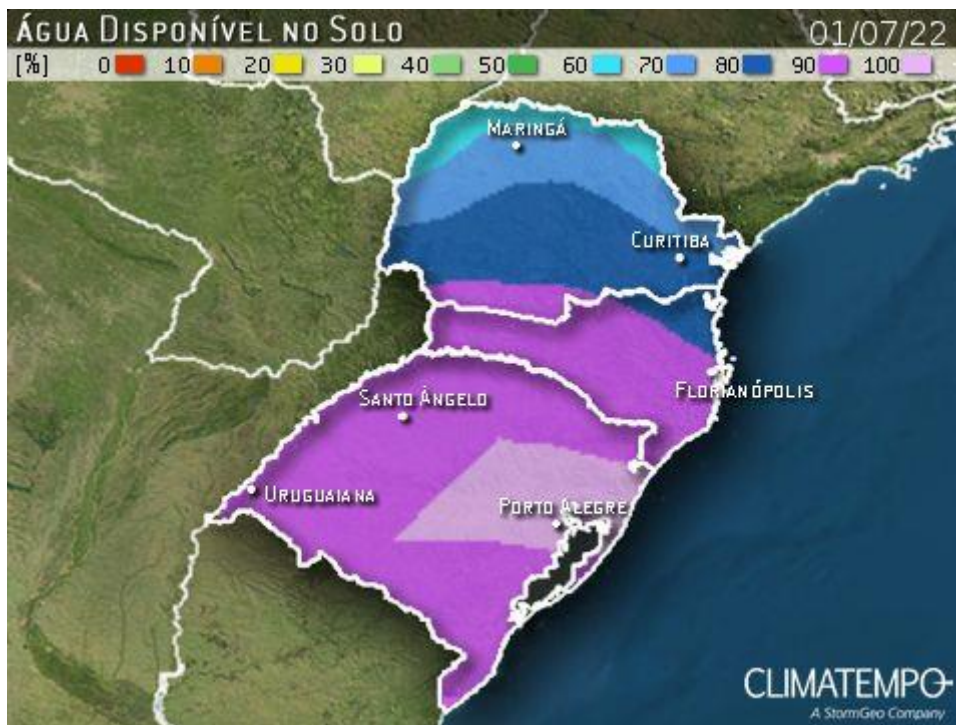 ÁGUA DISPONÍVEL NO SOLO 01/07/22
[%] 0 10 20 30 40 50 60 70 80 90 100
MARINGÁ
CURITIBA
FLORIANÓPOLIS
SANTO ÂNGELO
URUGUAIANA
PORTO ALEGRE
CLIMATEMPO
A StormGeo Company